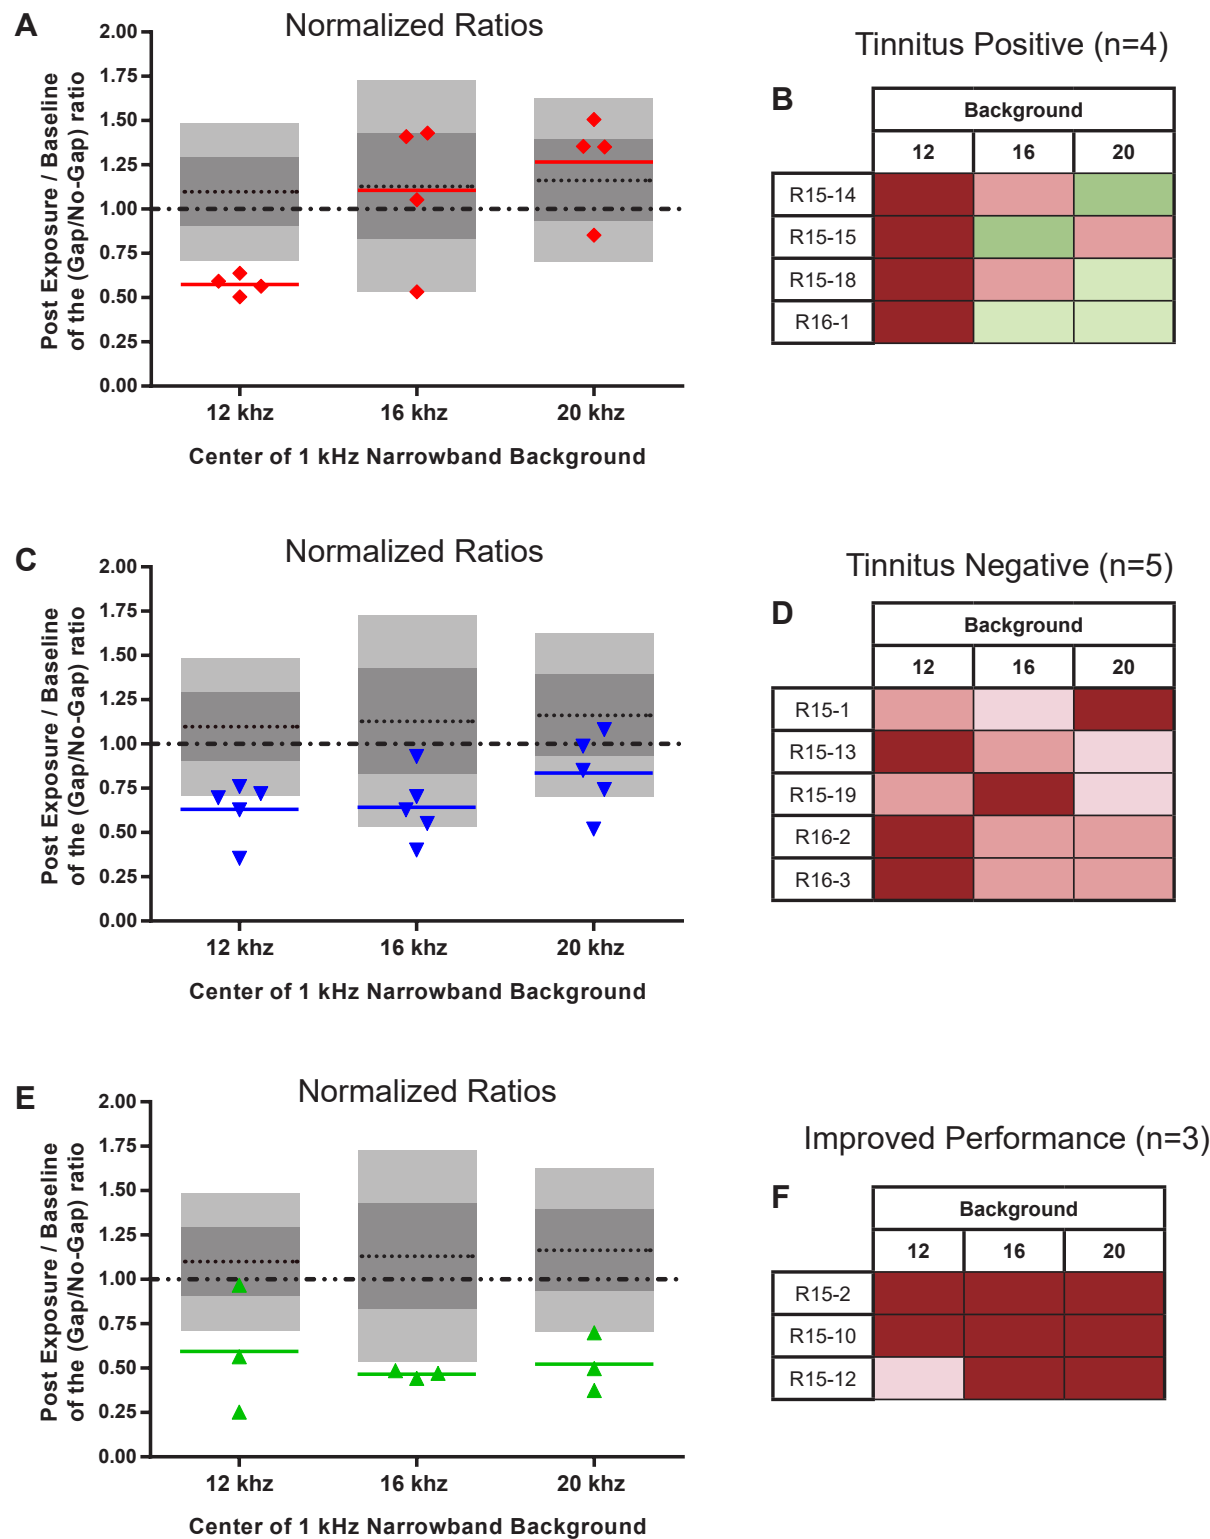 A
Normalized Ratios
Post Exposure / Baseline
of the (Gap/No-Gap) ratio
2.00
1.75
1.50
1.25
1.00
0.75
0.50
0.25
0.00
12 khz 16 khz 20 khz
Center of 1 kHz Narrowband Background
Tinnitus Positive (n=4)
B
Background
12 16 20
R15-14
R15-15
R15-18
R16-1
C
Normalized Ratios
Post Exposure / Baseline
of the (Gap/No-Gap) ratio
2.00
1.75
1.50
1.25
1.00
0.75
0.50
0.25
0.00
12 khz 16 khz 20 khz
Center of 1 kHz Narrowband Background
Tinnitus Negative (n=5)
D
Background
12 16 20
R15-1
R15-13
R15-19
R16-2
R16-3
E
Normalized Ratios
Post Exposure / Baseline
of the (Gap/No-Gap) ratio
2.00
1.75
1.50
1.25
1.00
0.75
0.50
0.25
0.00
12 khz 16 khz 20 khz
Center of 1 kHz Narrowband Background
Improved Performance (n=3)
F
Background
12 16 20
R15-2
R15-10
R15-12